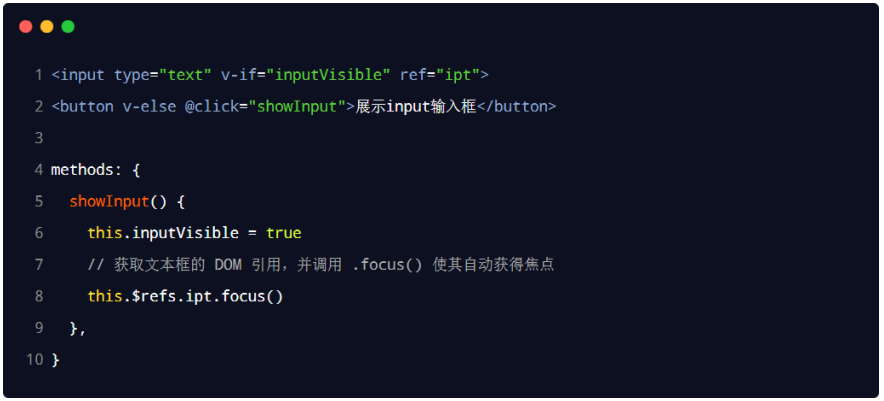 1 <input type="text" v-if="inputVisible" ref="ipt">
2 <button v-else @click="showInput">展示input输入框</button>
3
4 methods: {
5   showInput() {
6     this.inputVisible = true
7     // 获取文本框的 DOM 引用，并调用 .focus() 使其自动获得焦点
8     this.$refs.ipt.focus()
9   },
10 }